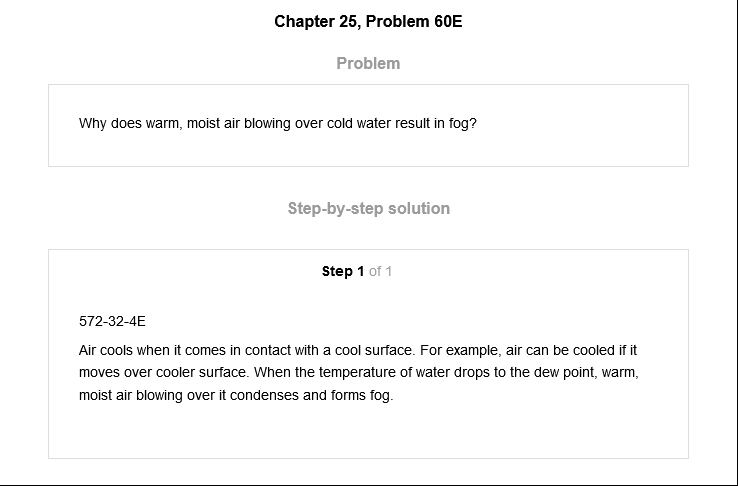 Chapter 25, Problem 60E
Problem
Why does warm, moist air blowing over cold water result in fog?
Step-by-step solution
Step 1 of 1
572-32-4E
Air cools when it comes in contact with a cool surface. For example, air can be cooled if it
moves over cooler surface. When the temperature of water drops to the dew point, warm,
moist air blowing over it condenses and forms fog.